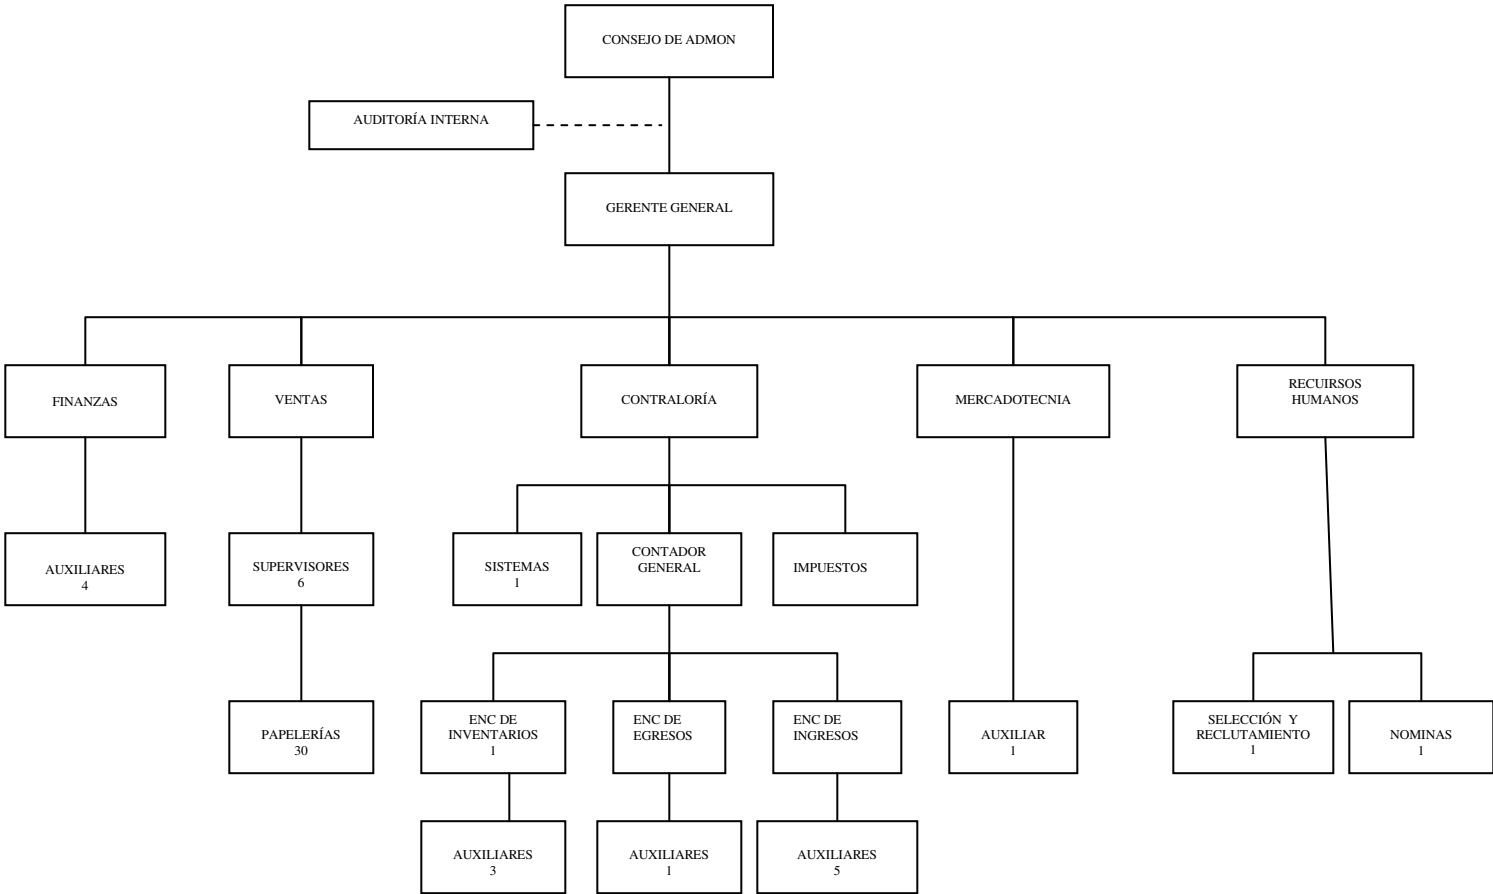 CONSEJO DE ADMON
AUDITORÍA INTERNA
GERENTE GENERAL
FINANZAS
VENTAS
CONTRALORÍA
MERCADOTECNIA
RECUIRSOS
HUMANOS
AUXILIARES
4
SUPERVISORES
6
SISTEMAS
1
CONTADOR
GENERAL
IMPUESTOS
PAPELERÍAS
30
ENC DE
INVENTARIOS
1
ENC DE
EGRESOS
ENC DE
INGRESOS
AUXILIAR
1
SELECCIÓN Y
RECLUTAMIENTO
1
NOMINAS
1
AUXILIARES
3
AUXILIARES
1
AUXILIARES
5